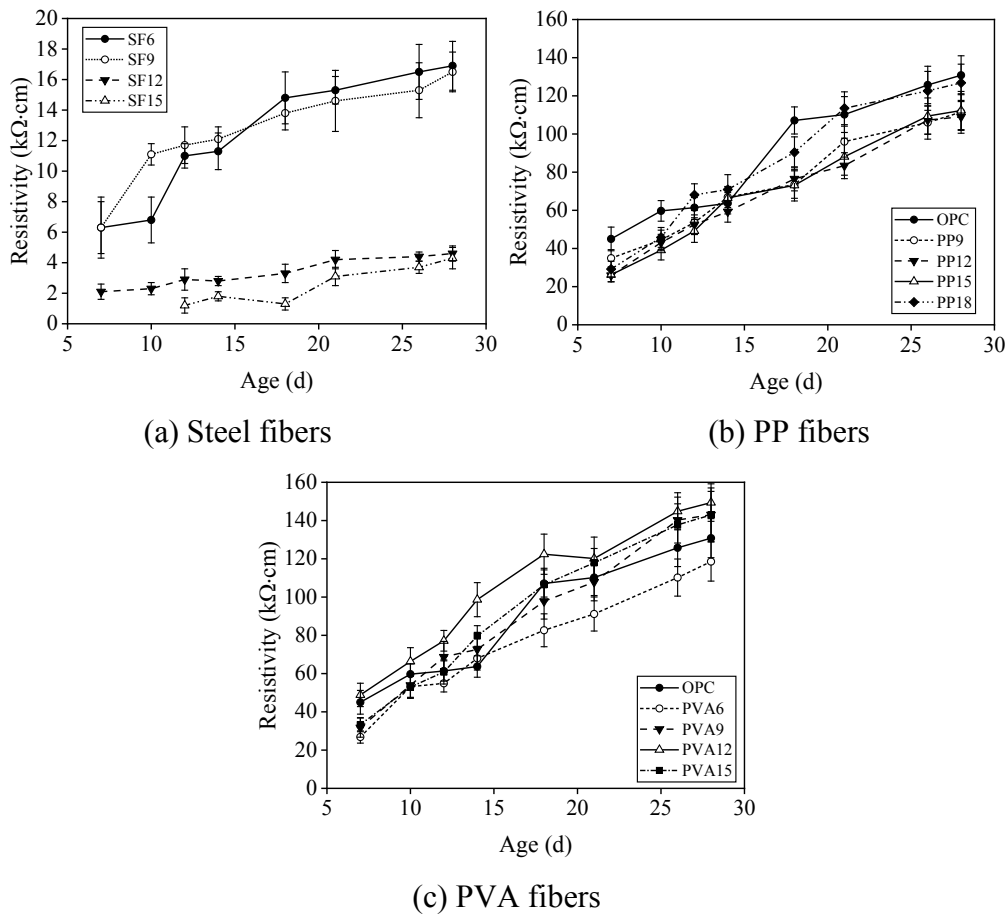 20
18
16
14
12
10
8
6
4
2
0
Resistivity (kΩ·cm)
SF6
SF9
SF12
SF15
5 10 15 20 25 30
Age (d)
(a) Steel fibers
160
140
120
100
80
60
40
20
0
Resistivity (kΩ·cm)
OPC
PP9
PP12
PP15
PP18
5 10 15 20 25 30
Age (d)
(b) PP fibers
160
140
120
100
80
60
40
20
0
Resistivity (kΩ·cm)
OPC
PVA6
PVA9
PVA12
PVA15
5 10 15 20 25 30
Age (d)
(c) PVA fibers